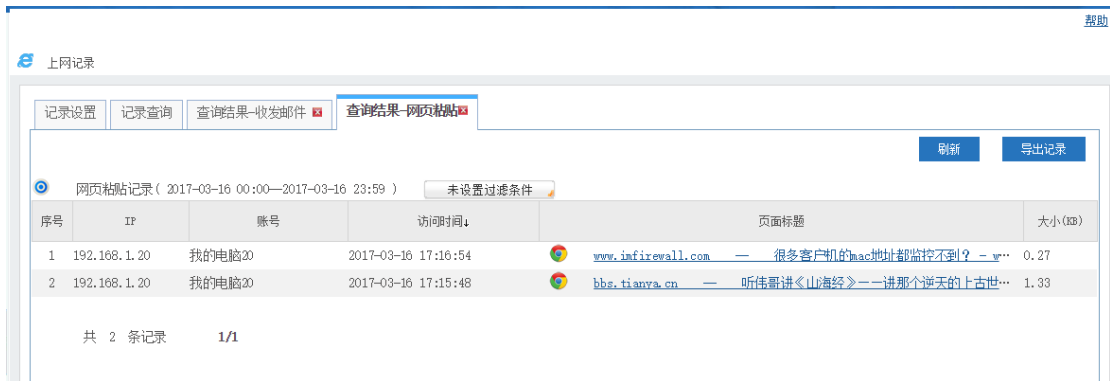 帮助
上网记录
记录设置 记录查询 查询结果—收发邮件 查询结果—网页粘贴
刷新 导出记录
网页粘贴记录( 2017-03-16 00:00—2017-03-16 23:59 ) 未设置过滤条件
序号 IP 账号 访问时间↓ 页面标题 大小(KB)
1 192.168.1.20 我的电脑20 2017-03-16 17:16:54 www.imfirewall.com — 很多客户机的mac地址都监控不到? - w… 0.27
2 192.168.1.20 我的电脑20 2017-03-16 17:15:48 bbs.tianya.cn — 听伟哥讲《山海经》——讲那个逆天的上古世… 1.33
共 2 条记录 1/1